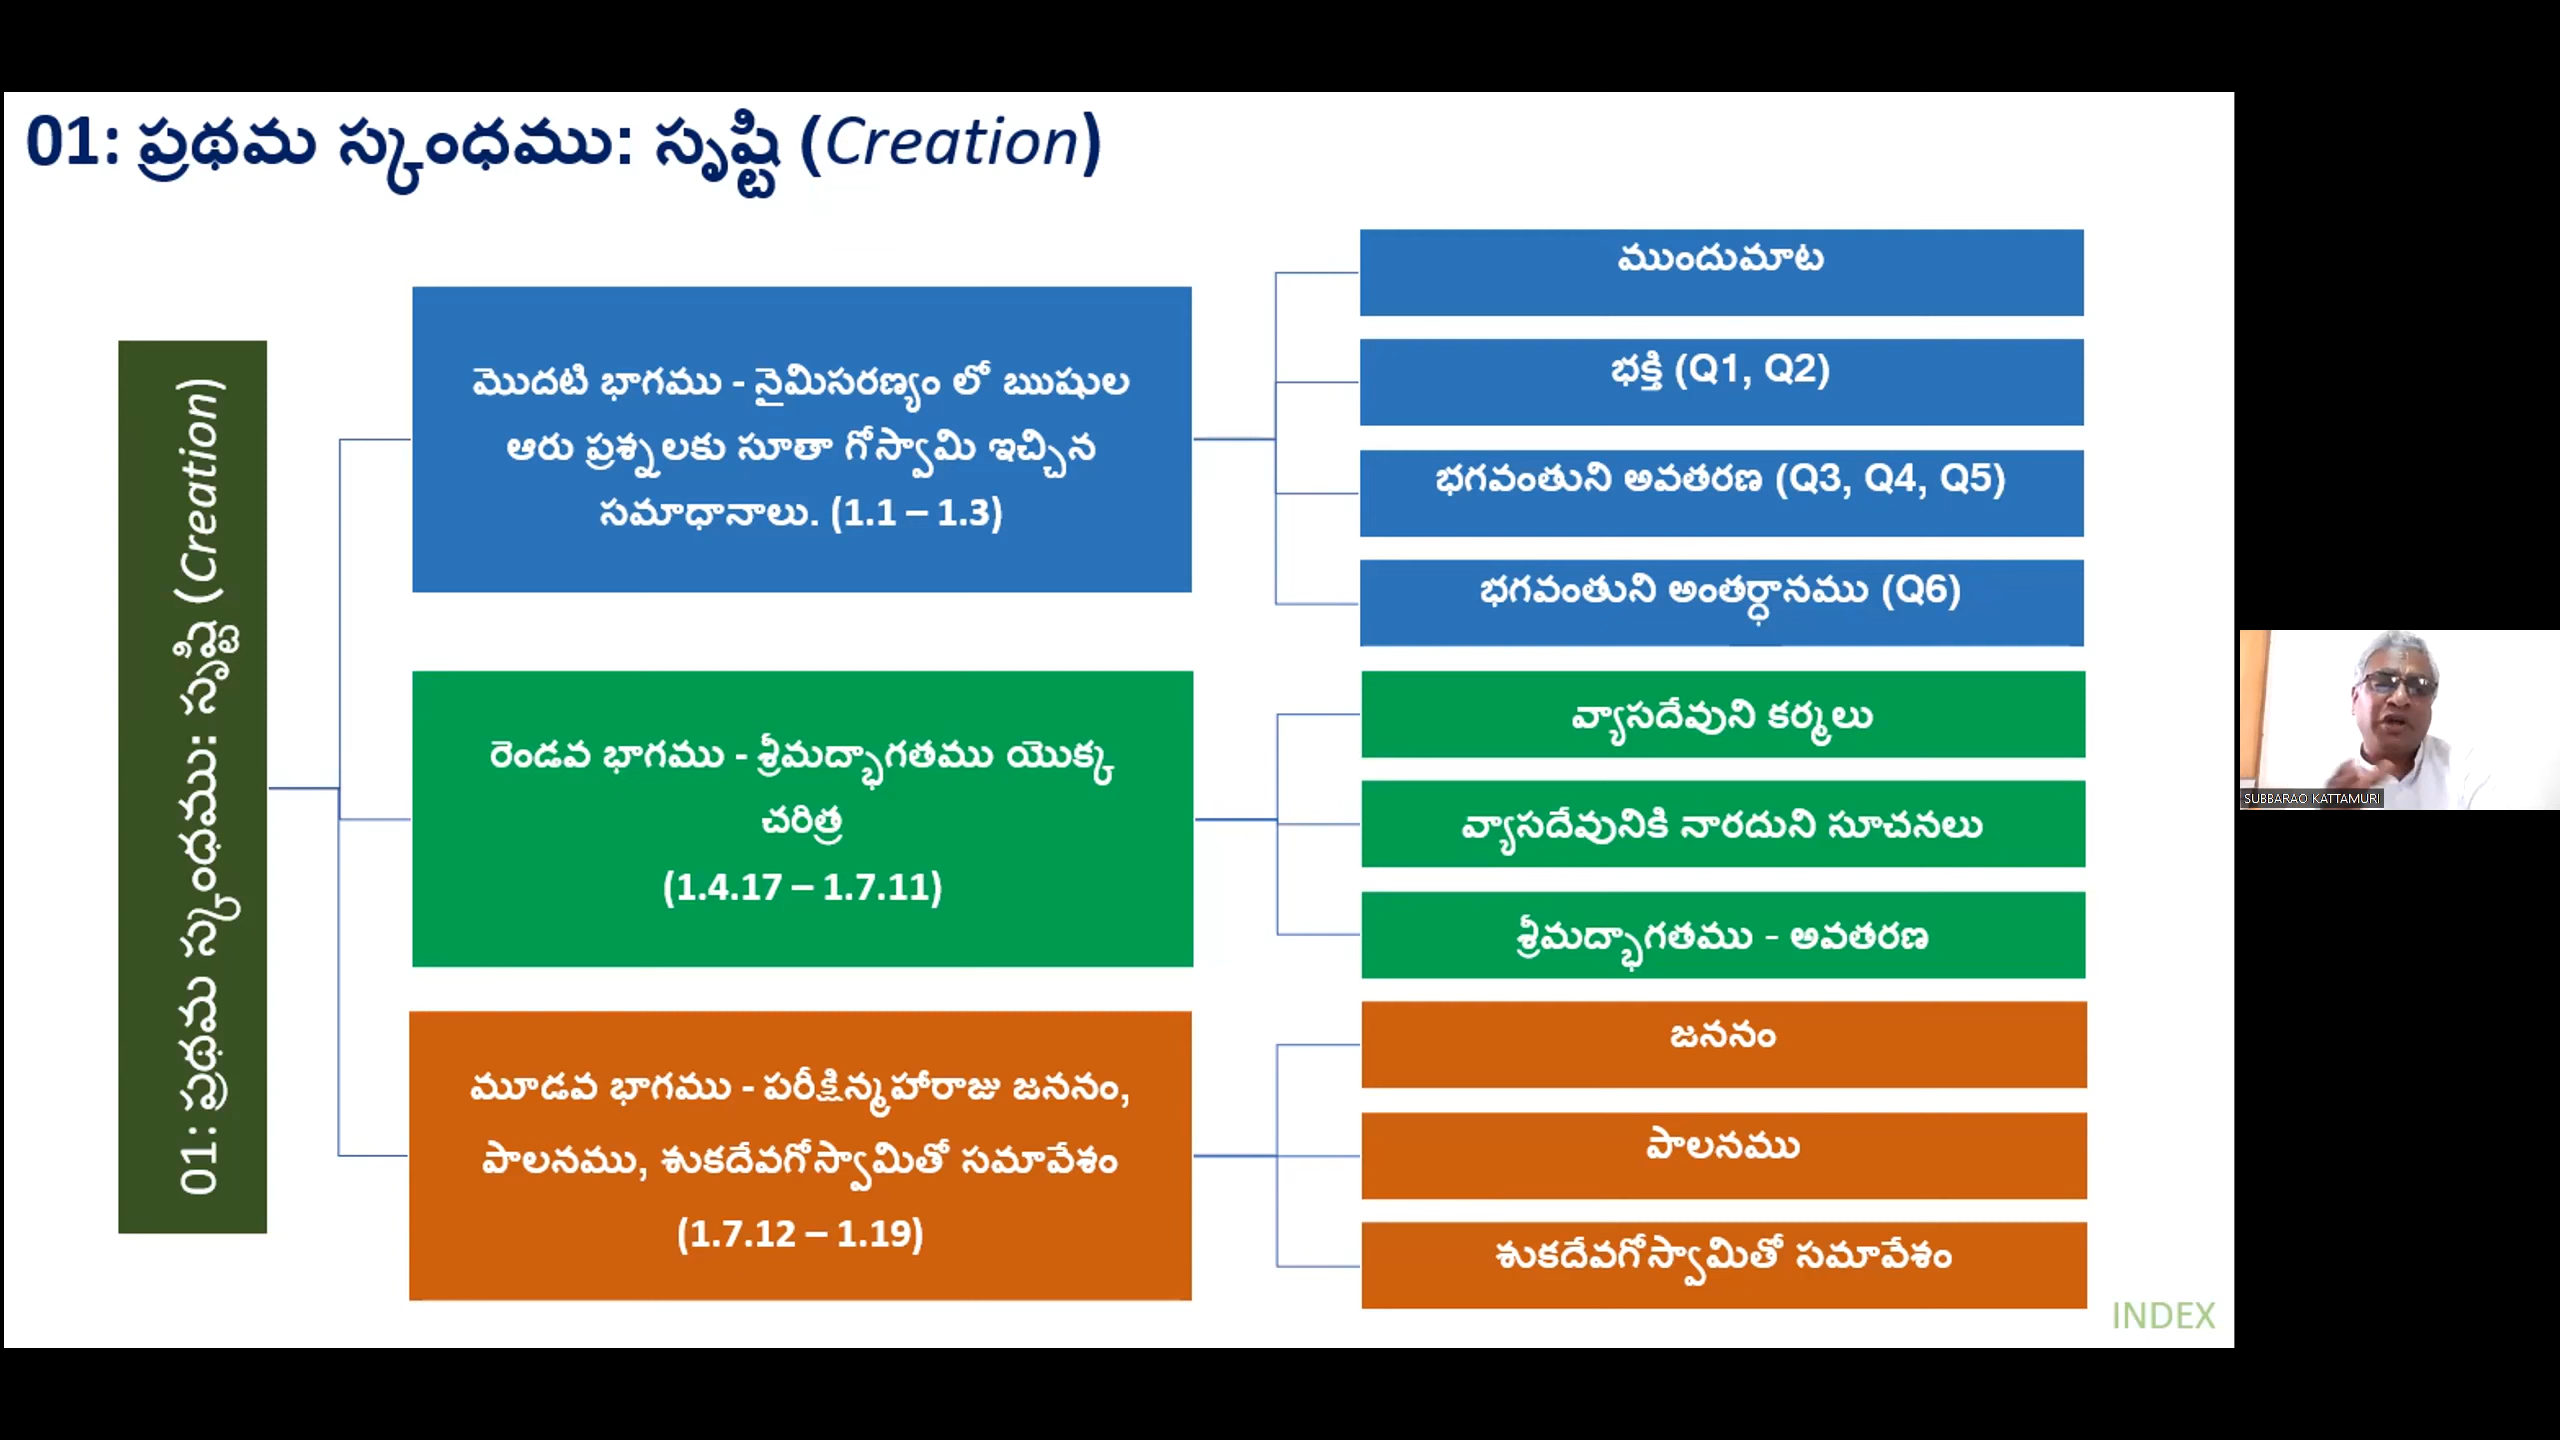 01: ప్రథమ స్కంధము: సృష్టి (Creation)
01: ప్రథమ స్కంధము: సృష్టి (Creation)
మొదటి భాగము - నైమిసరణ్యం లో ఋషుల
ఆరు ప్రశ్నలకు సూతా గోస్వామి ఇచ్చిన
సమాధానాలు. (1.1 – 1.3)
ముందుమాట
భక్తి (Q1, Q2)
భగవంతుని అవతరణ (Q3, Q4, Q5)
భగవంతుని అంతర్ధానము (Q6)
రెండవ భాగము - శ్రీమద్భాగతము యొక్క
చరిత్ర
(1.4.17 – 1.7.11)
వ్యాసదేవుని కర్మలు
వ్యాసదేవునికి నారదుని సూచనలు
శ్రీమద్భాగతము - అవతరణ
మూడవ భాగము - పరీక్షిన్మహారాజు జననం,
పాలనము, శుకదేవగోస్వామితో సమావేశం
(1.7.12 – 1.19)
జననం
పాలనము
శుకదేవగోస్వామితో సమావేశం
INDEX
SUBBARAO KATTAMURI